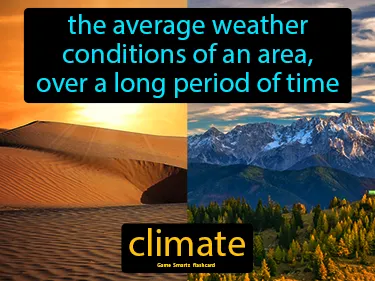 the average weather
conditions of an area,
over a long period of time
climate
Game Smartz flashcard